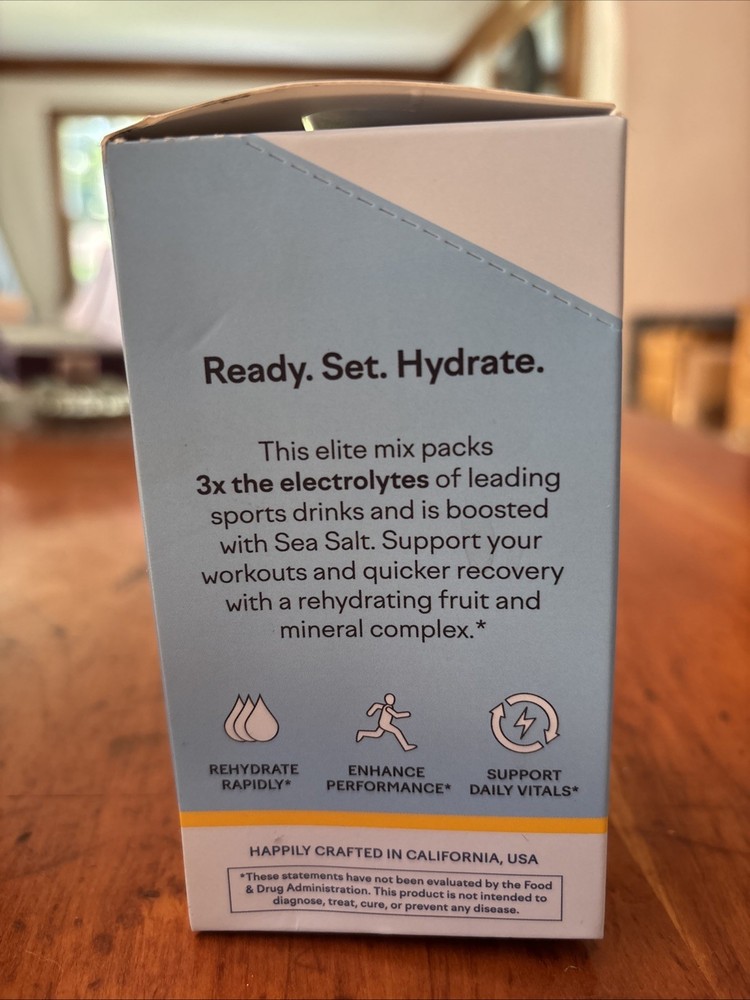 Ready. Set. Hydrate.
This elite mix packs
3x the electrolytes of leading
sports drinks and is boosted
with Sea Salt. Support your
workouts and quicker recovery
with a rehydrating fruit and
mineral complex.*
REHYDRATE
RAPIDLY*
ENHANCE
PERFORMANCE*
SUPPORT
DAILY VITALS*
HAPPILY CRAFTED IN CALIFORNIA, USA
*These statements have not been evaluated by the Food
& Drug Administration. This product is not intended to
diagnose, treat, cure, or prevent any disease.